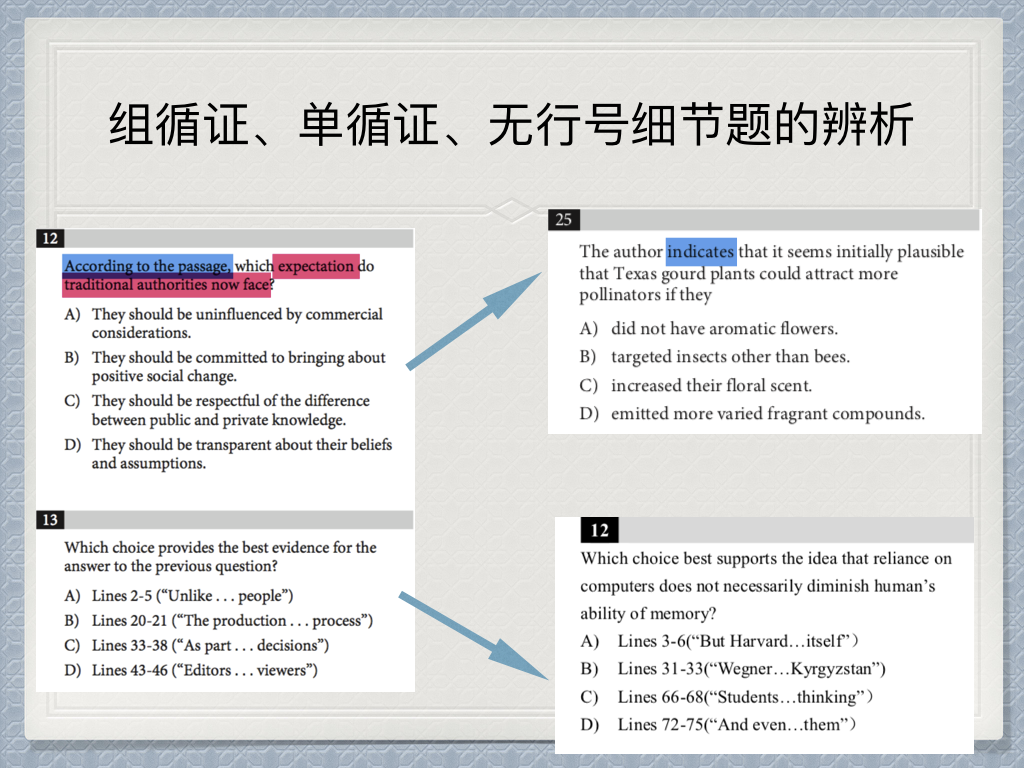 组循证、单循证、无行号细节题的辨析
12
According to the passage, which expectation do
traditional authorities now face?
A) They should be uninfluenced by commercial
considerations.
B) They should be committed to bringing about
positive social change.
C) They should be respectful of the difference
between public and private knowledge.
D) They should be transparent about their beliefs
and assumptions.
13
Which choice provides the best evidence for the
answer to the previous question?
A) Lines 2-5 (“Unlike . . . people”)
B) Lines 20-21 (“The production . . . process”)
C) Lines 33-38 (“As part . . . decisions”)
D) Lines 43-46 (“Editors . . . viewers”)
25
The author indicates that it seems initially plausible
that Texas gourd plants could attract more
pollinators if they
A) did not have aromatic flowers.
B) targeted insects other than bees.
C) increased their floral scent.
D) emitted more varied fragrant compounds.
12
Which choice best supports the idea that reliance on
computers does not necessarily diminish human’s
ability of memory?
A) Lines 3-6(“But Harvard…itself”）
B) Lines 31-33(“Wegner…Kyrgyzstan”)
C) Lines 66-68(“Students…thinking”）
D) Lines 72-75(“And even…them”）